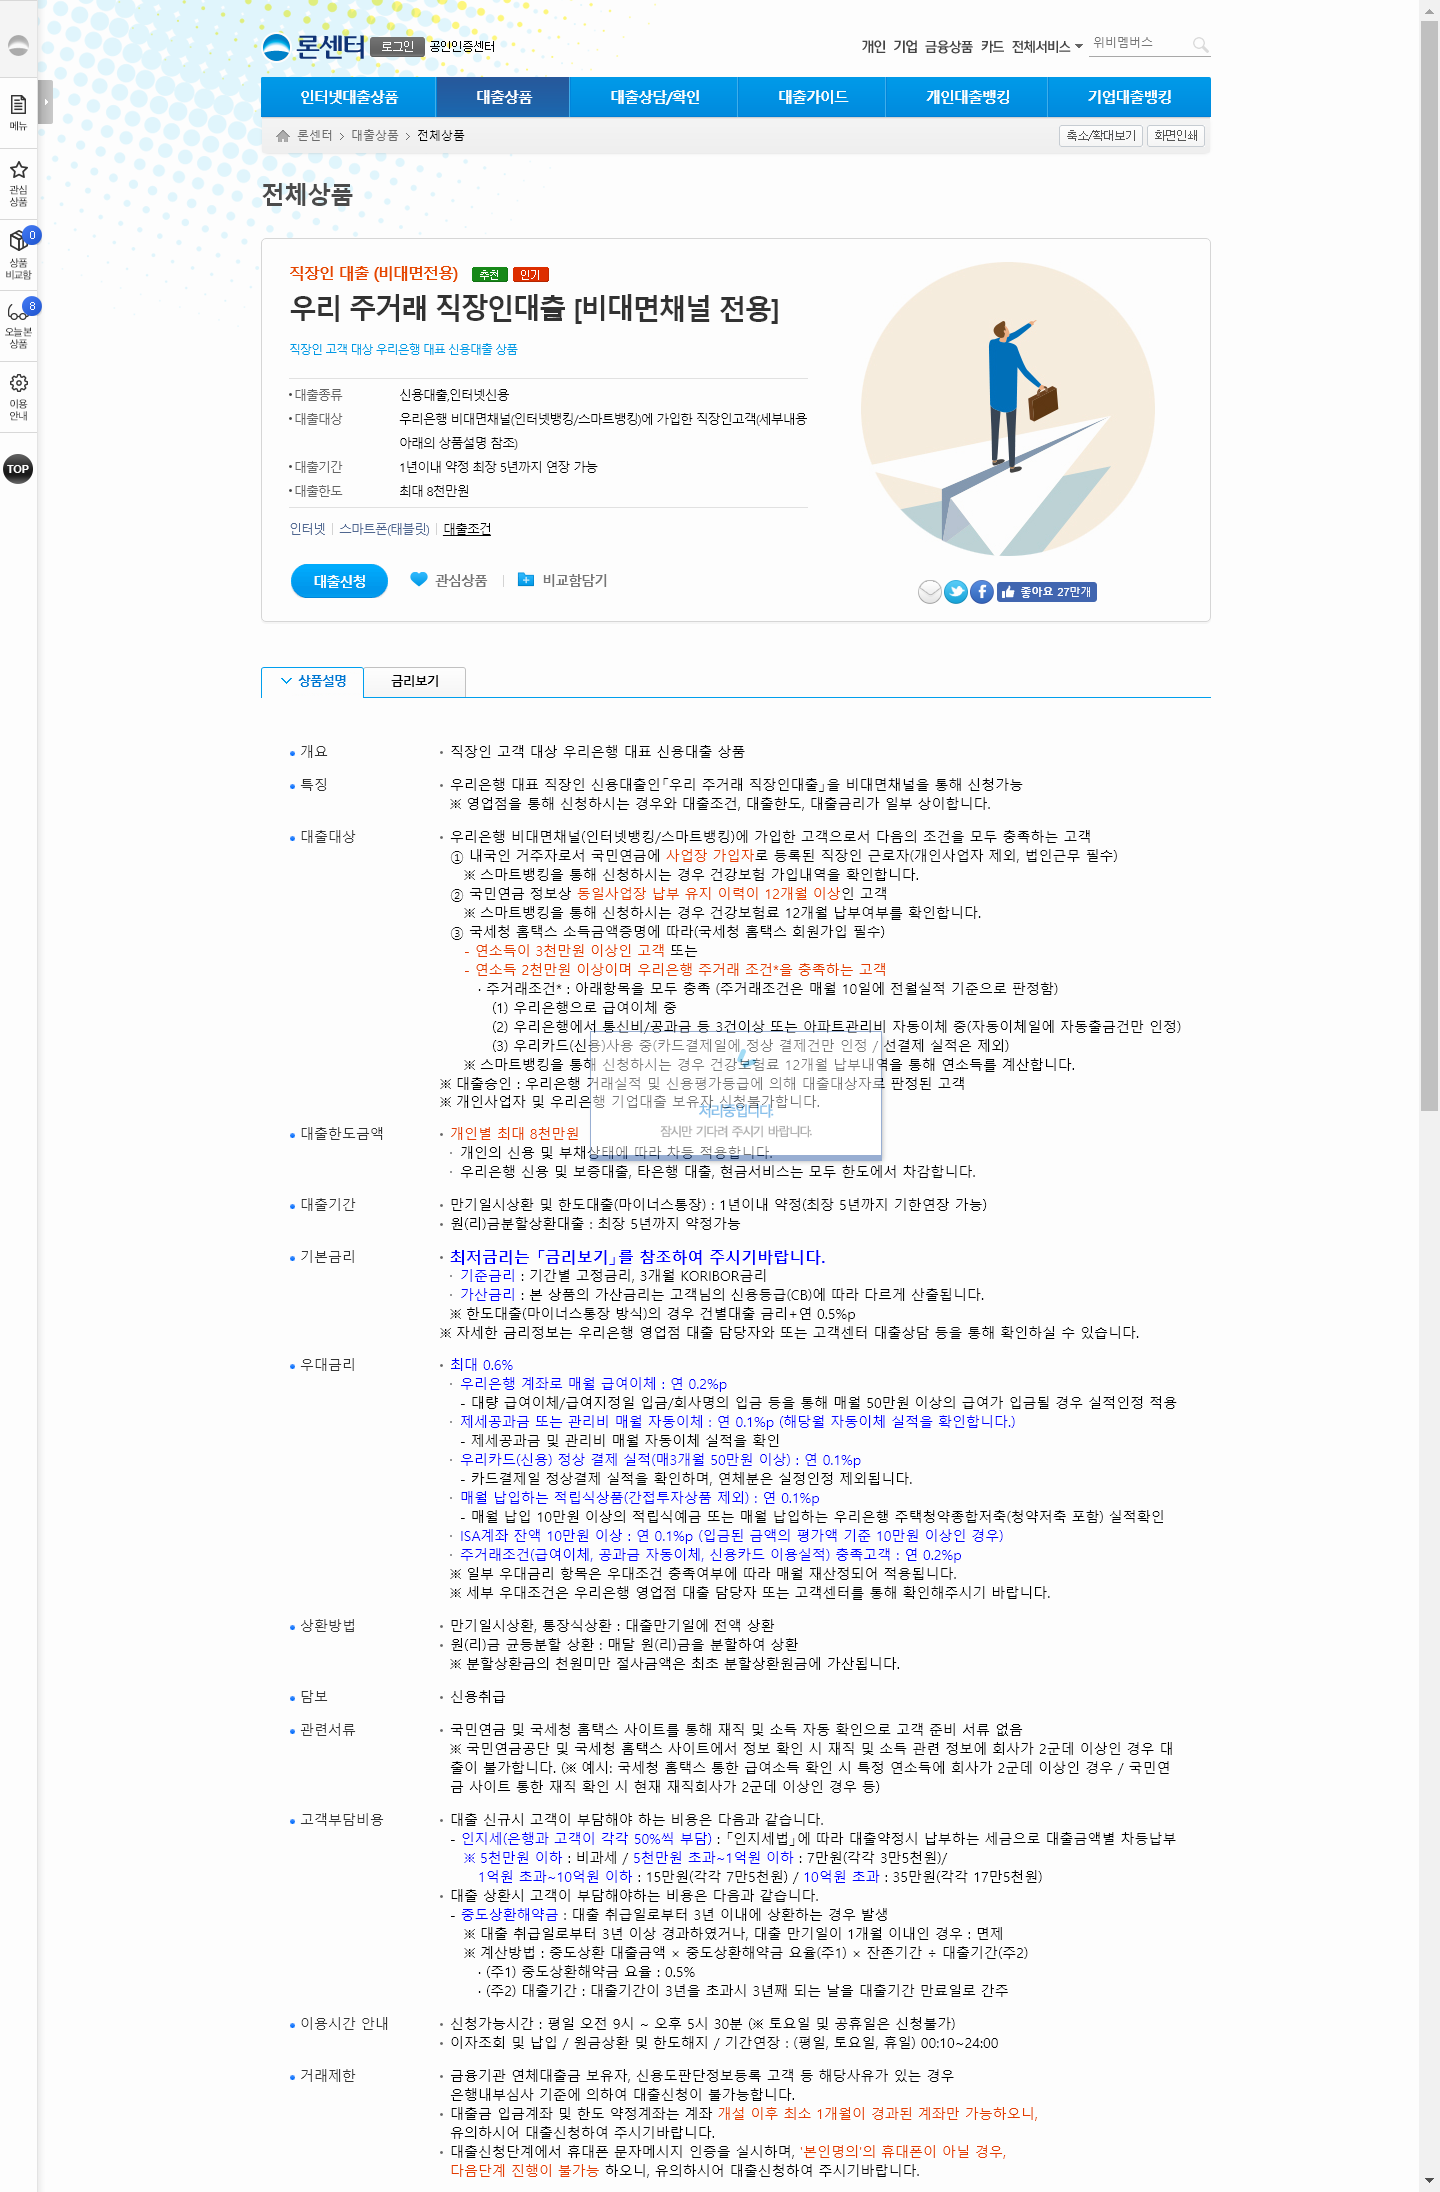 론센터
로그인
공인인증센터
개인 기업 금융상품 카드 전체서비스
위비멤버스
인터넷대출상품 대출상품 대출상담/확인 대출가이드 개인대출뱅킹 기업대출뱅킹
론센터 > 대출상품 > 전체상품
축소/확대보기 화면인쇄
메뉴
관심
상품
0
상품
비교함
8
오늘본
상품
이용
안내
TOP
전체상품
직장인 대출 (비대면전용) 추천 인기
우리 주거래 직장인대출 [비대면채널 전용]
직장인 고객 대상 우리은행 대표 신용대출 상품
• 대출종류 신용대출,인터넷신용
• 대출대상 우리은행 비대면채널(인터넷뱅킹/스마트뱅킹)에 가입한 직장인고객(세부내용
아래의 상품설명 참조)
• 대출기간 1년이내 약정 최장 5년까지 연장 가능
• 대출한도 최대 8천만원
인터넷 | 스마트폰(태블릿) | 대출조건
대출신청 관심상품 | 비교함담기
좋아요 27만개
상품설명 금리보기
개요 • 직장인 고객 대상 우리은행 대표 신용대출 상품
특징 • 우리은행 대표 직장인 신용대출인「우리 주거래 직장인대출」을 비대면채널을 통해 신청가능
※ 영업점을 통해 신청하시는 경우와 대출조건, 대출한도, 대출금리가 일부 상이합니다.
대출대상 • 우리은행 비대면채널(인터넷뱅킹/스마트뱅킹)에 가입한 고객으로서 다음의 조건을 모두 충족하는 고객
① 내국인 거주자로서 국민연금에 사업장 가입자로 등록된 직장인 근로자(개인사업자 제외, 법인근무 필수)
※ 스마트뱅킹을 통해 신청하시는 경우 건강보험 가입내역을 확인합니다.
② 국민연금 정보상 동일사업장 납부 유지 이력이 12개월 이상인 고객
※ 스마트뱅킹을 통해 신청하시는 경우 건강보험료 12개월 납부여부를 확인합니다.
③ 국세청 홈택스 소득금액증명에 따라(국세청 홈택스 회원가입 필수)
- 연소득이 3천만원 이상인 고객 또는
- 연소득 2천만원 이상이며 우리은행 주거래 조건*을 충족하는 고객
· 주거래조건* : 아래항목을 모두 충족 (주거래조건은 매월 10일에 전월실적 기준으로 판정함)
(1) 우리은행으로 급여이체 중
(2) 우리은행에서 통신비/공과금 등 3건이상 또는 아파트관리비 자동이체 중(자동이체일에 자동출금건만 인정)
(3) 우리카드(신용)사용 중(카드결제일에 정상 결제건만 인정 / 선결제 실적은 제외)
※ 스마트뱅킹을 통해 신청하시는 경우 건강보험료 12개월 납부내역을 통해 연소득를 계산합니다.
※ 대출승인 : 우리은행 거래실적 및 신용평가등급에 의해 대출대상자로 판정된 고객
※ 개인사업자 및 우리은행 기업대출 보유자 신청불가합니다.
처리중입니다.
잠시만 기다려 주시기 바랍니다.
대출한도금액 • 개인별 최대 8천만원
· 개인의 신용 및 부채상태에 따라 차등 적용합니다.
· 우리은행 신용 및 보증대출, 타은행 대출, 현금서비스는 모두 한도에서 차감합니다.
대출기간 • 만기일시상환 및 한도대출(마이너스통장) : 1년이내 약정(최장 5년까지 기한연장 가능)
• 원(리)금분할상환대출 : 최장 5년까지 약정가능
기본금리 • 최저금리는 「금리보기」를 참조하여 주시기바랍니다.
· 기준금리 : 기간별 고정금리, 3개월 KORIBOR금리
· 가산금리 : 본 상품의 가산금리는 고객님의 신용등급(CB)에 따라 다르게 산출됩니다.
※ 한도대출(마이너스통장 방식)의 경우 건별대출 금리+연 0.5%p
※ 자세한 금리정보는 우리은행 영업점 대출 담당자와 또는 고객센터 대출상담 등을 통해 확인하실 수 있습니다.
우대금리 • 최대 0.6%
· 우리은행 계좌로 매월 급여이체 : 연 0.2%p
- 대량 급여이체/급여지정일 입금/회사명의 입금 등을 통해 매월 50만원 이상의 급여가 입금될 경우 실적인정 적용
· 제세공과금 또는 관리비 매월 자동이체 : 연 0.1%p (해당월 자동이체 실적을 확인합니다.)
- 제세공과금 및 관리비 매월 자동이체 실적을 확인
· 우리카드(신용) 정상 결제 실적(매3개월 50만원 이상) : 연 0.1%p
- 카드결제일 정상결제 실적을 확인하며, 연체분은 실정인정 제외됩니다.
· 매월 납입하는 적립식상품(간접투자상품 제외) : 연 0.1%p
- 매월 납입 10만원 이상의 적립식예금 또는 매월 납입하는 우리은행 주택청약종합저축(청약저축 포함) 실적확인
· ISA계좌 잔액 10만원 이상 : 연 0.1%p (입금된 금액의 평가액 기준 10만원 이상인 경우)
· 주거래조건(급여이체, 공과금 자동이체, 신용카드 이용실적) 충족고객 : 연 0.2%p
※ 일부 우대금리 항목은 우대조건 충족여부에 따라 매월 재산정되어 적용됩니다.
※ 세부 우대조건은 우리은행 영업점 대출 담당자 또는 고객센터를 통해 확인해주시기 바랍니다.
상환방법 • 만기일시상환, 통장식상환 : 대출만기일에 전액 상환
• 원(리)금 균등분할 상환 : 매달 원(리)금을 분할하여 상환
※ 분할상환금의 천원미만 절사금액은 최초 분할상환원금에 가산됩니다.
담보 • 신용취급
관련서류 • 국민연금 및 국세청 홈택스 사이트를 통해 재직 및 소득 자동 확인으로 고객 준비 서류 없음
※ 국민연금공단 및 국세청 홈택스 사이트에서 정보 확인 시 재직 및 소득 관련 정보에 회사가 2군데 이상인 경우 대
출이 불가합니다. (※ 예시: 국세청 홈택스 통한 급여소득 확인 시 특정 연소득에 회사가 2군데 이상인 경우 / 국민연
금 사이트 통한 재직 확인 시 현재 재직회사가 2군데 이상인 경우 등)
고객부담비용 • 대출 신규시 고객이 부담해야 하는 비용은 다음과 같습니다.
- 인지세(은행과 고객이 각각 50%씩 부담) : 「인지세법」에 따라 대출약정시 납부하는 세금으로 대출금액별 차등납부
※ 5천만원 이하 : 비과세 / 5천만원 초과~1억원 이하 : 7만원(각각 3만5천원)/
1억원 초과~10억원 이하 : 15만원(각각 7만5천원) / 10억원 초과 : 35만원(각각 17만5천원)
• 대출 상환시 고객이 부담해야하는 비용은 다음과 같습니다.
- 중도상환해약금 : 대출 취급일로부터 3년 이내에 상환하는 경우 발생
※ 대출 취급일로부터 3년 이상 경과하였거나, 대출 만기일이 1개월 이내인 경우 : 면제
※ 계산방법 : 중도상환 대출금액 × 중도상환해약금 요율(주1) × 잔존기간 ÷ 대출기간(주2)
· (주1) 중도상환해약금 요율 : 0.5%
· (주2) 대출기간 : 대출기간이 3년을 초과시 3년째 되는 날을 대출기간 만료일로 간주
이용시간 안내 • 신청가능시간 : 평일 오전 9시 ~ 오후 5시 30분 (※ 토요일 및 공휴일은 신청불가)
• 이자조회 및 납입 / 원금상환 및 한도해지 / 기간연장 : (평일, 토요일, 휴일) 00:10~24:00
거래제한 • 금융기관 연체대출금 보유자, 신용도판단정보등록 고객 등 해당사유가 있는 경우
은행내부심사 기준에 의하여 대출신청이 불가능합니다.
• 대출금 입금계좌 및 한도 약정계좌는 계좌 개설 이후 최소 1개월이 경과된 계좌만 가능하오니,
유의하시어 대출신청하여 주시기바랍니다.
• 대출신청단계에서 휴대폰 문자메시지 인증을 실시하며, '본인명의'의 휴대폰이 아닐 경우,
다음단계 진행이 불가능 하오니, 유의하시어 대출신청하여 주시기바랍니다.